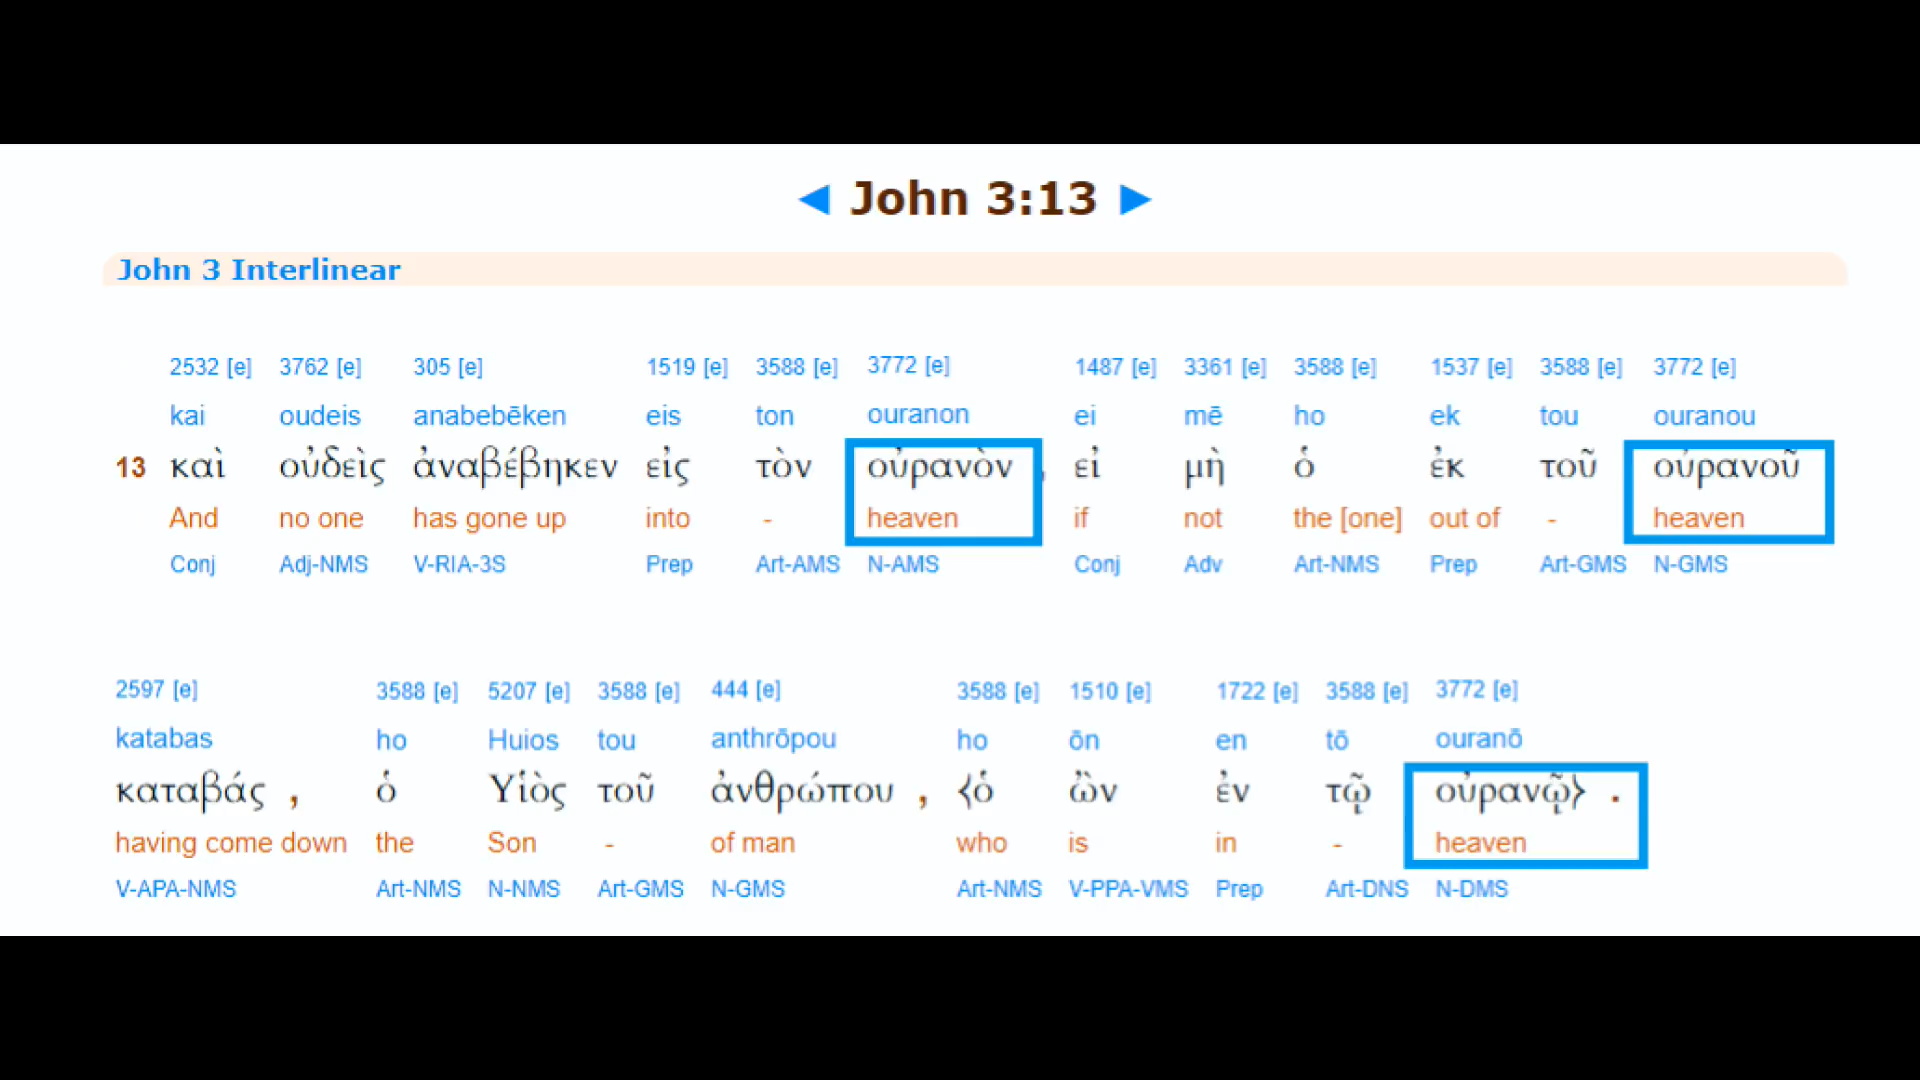 ◄ John 3:13 ►
John 3 Interlinear
2532 [e] 3762 [e] 305 [e] 1519 [e] 3588 [e] 3772 [e] 1487 [e] 3361 [e] 3588 [e] 1537 [e] 3588 [e] 3772 [e]
kai oudeis anabebēken eis ton ouranon ei mē ho ek tou ouranou
13 καὶ οὐδεὶς ἀναβέβηκεν εἰς τὸν οὐρανὸν , εἰ μὴ ὁ ἐκ τοῦ οὐρανοῦ
And no one has gone up into - heaven if not the [one] out of - heaven
Conj Adj-NMS V-RIA-3S Prep Art-AMS N-AMS Conj Adv Art-NMS Prep Art-GMS N-GMS
2597 [e] 3588 [e] 5207 [e] 3588 [e] 444 [e] 3588 [e] 1510 [e] 1722 [e] 3588 [e] 3772 [e]
katabas ho Huios tou anthrōpou ho ōn en tō ouranō
καταβάς , ὁ Υἱὸς τοῦ ἀνθρώπου , ⟨ὁ ὢν ἐν τῷ οὐρανῷ⟩ .
having come down the Son - of man who is in - heaven
V-APA-NMS Art-NMS N-NMS Art-GMS N-GMS Art-NMS V-PPA-VMS Prep Art-DNS N-DMS